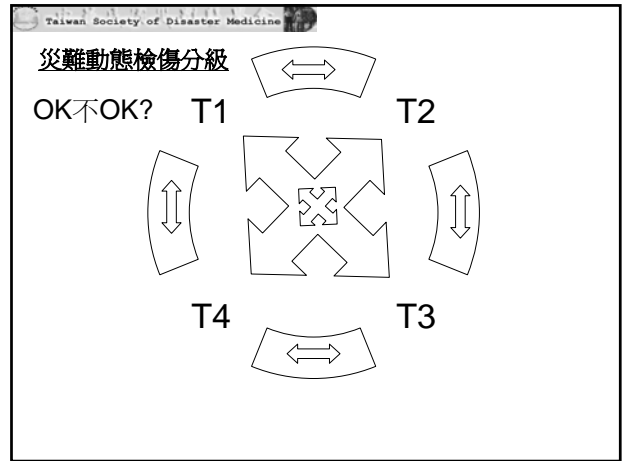 Taiwan Society of Disaster Medicine
災難動態檢傷分級
OK不OK?
T1
T2
T4
T3